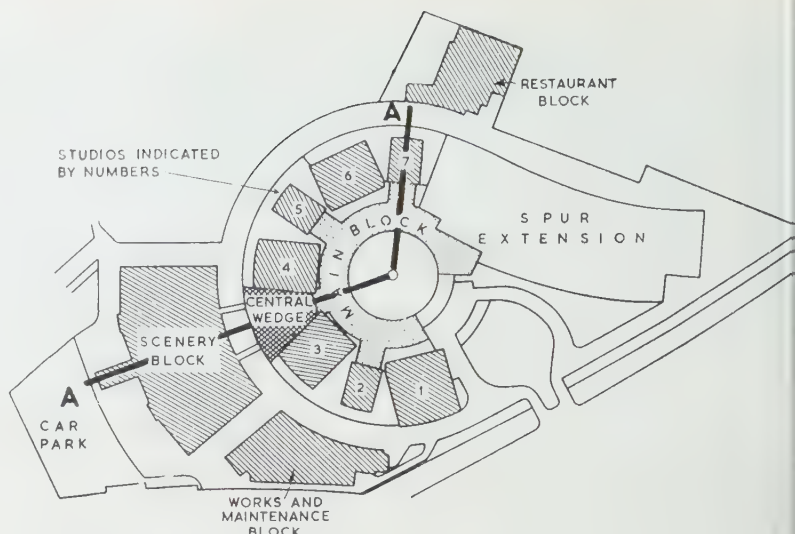 RESTAURANT
BLOCK
A
STUDIOS INDICATED
BY NUMBERS
7
6
5
SPUR
EXTENSION
MAIN BLOCK
4
CENTRAL
WEDGE
SCENERY
BLOCK
3
2
1
A
CAR
PARK
WORKS AND
MAINTENANCE
BLOCK